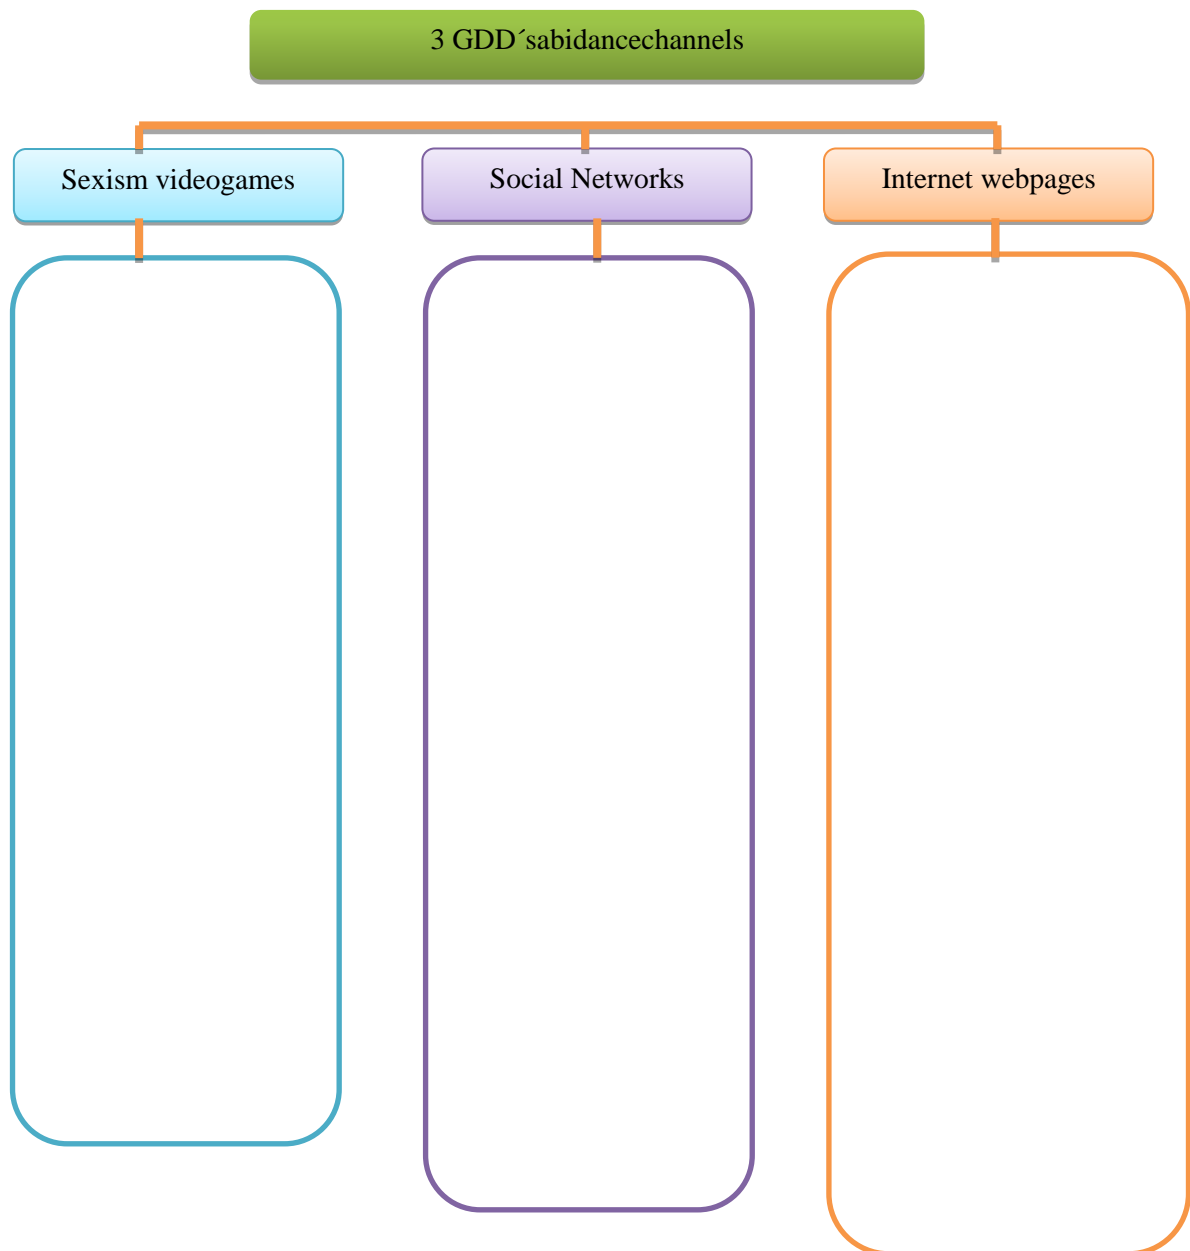 3 GDD´sabidancechannels
Sexism videogames
Social Networks
Internet webpages